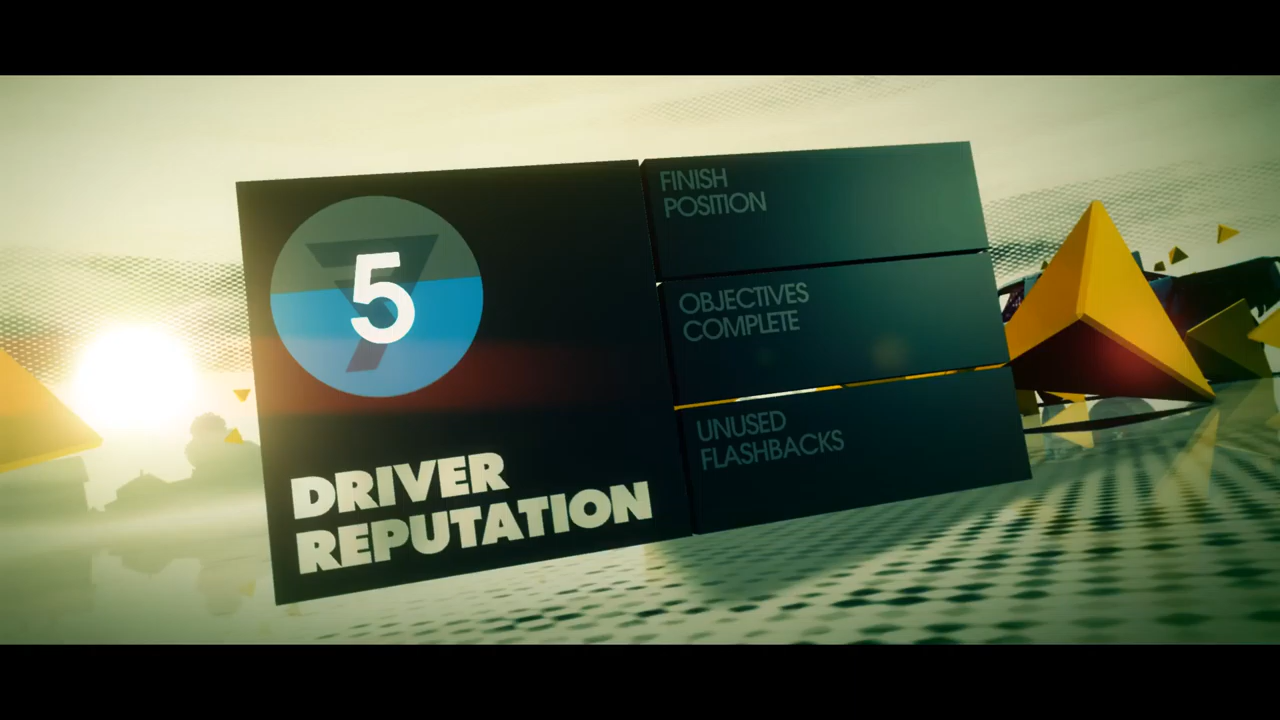 5
DRIVER
REPUTATION
FINISH
POSITION
OBJECTIVES
COMPLETE
UNUSED
FLASHBACKS